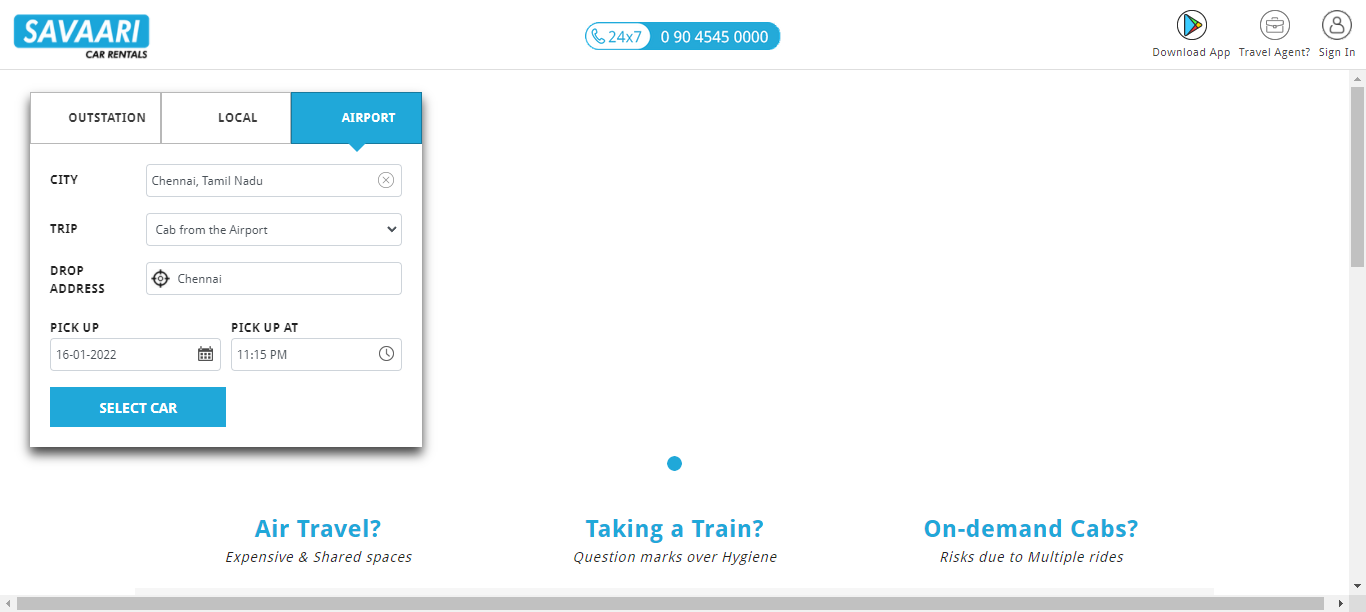 SAVAARI
CAR RENTALS
24x7 0 90 4545 0000
Download App Travel Agent? Sign In
OUTSTATION LOCAL AIRPORT
CITY Chennai, Tamil Nadu
TRIP Cab from the Airport
DROP
ADDRESS
Chennai
PICK UP PICK UP AT
16-01-2022 11:15 PM
SELECT CAR
Air Travel? Taking a Train? On-demand Cabs?
Expensive & Shared spaces Question marks over Hygiene Risks due to Multiple rides